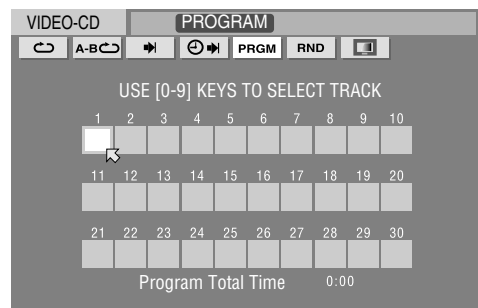 VIDEO-CD PROGRAM
A-B PRGM RND
USE [0-9] KEYS TO SELECT TRACK
1 2 3 4 5 6 7 8 9 10
11 12 13 14 15 16 17 18 19 20
21 22 23 24 25 26 27 28 29 30
Program Total Time 0:00